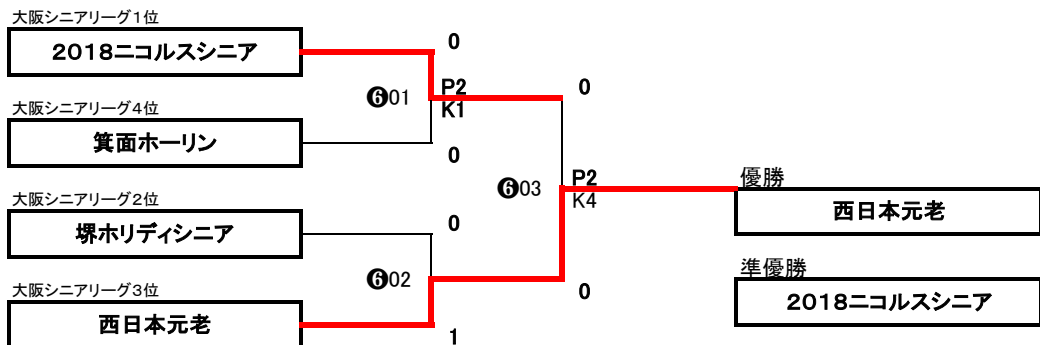 大阪シニアリーグ1位
2018ニコルスシニア
0
❻01
P2
K1
0
大阪シニアリーグ4位
箕面ホーリン
0
❻03
P2
K4
優勝
西日本元老
大阪シニアリーグ2位
堺ホリディシニア
0
❻02
0
準優勝
2018ニコルスシニア
大阪シニアリーグ3位
西日本元老
1